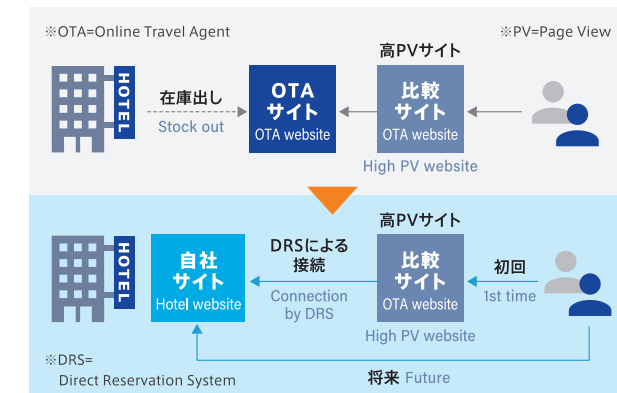 ※OTA=Online Travel Agent
※PV=Page View
高PVサイト
HOTEL
在庫出し
Stock out
OTA
サイト
OTA website
比較
サイト
OTA website
High PV website
高PVサイト
HOTEL
自社
サイト
Hotel website
DRSによる
接続
Connection
by DRS
比較
サイト
OTA website
初回
1st time
High PV website
※DRS=
Direct Reservation System
将来 Future